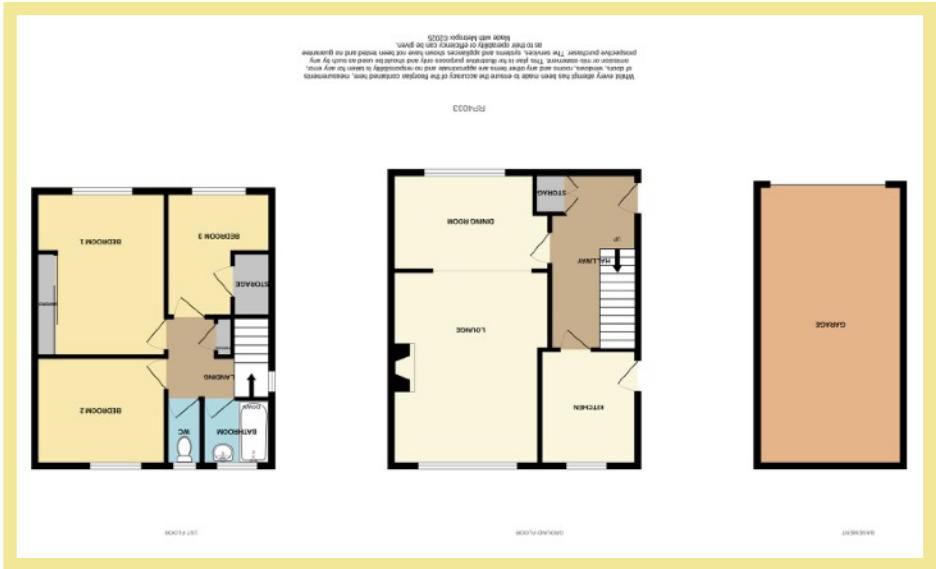 BASEMENT
GROUND FLOOR
1ST FLOOR
GARAGE
KITCHEN
LOUNGE
HALLWAY
UP
DINING ROOM
STORAG
DOWN
BATHROOM
WC
BEDROOM 2
LANDING
STORAGE
BEDROOM 3
BEDROOM 1
RP4033
Whilst every attempt has been made to ensure the accuracy of the floorplan contained here, measurements
of doors, windows, rooms and any other items are approximate and no responsibility is taken for any error,
omission or mis-statement. This plan is for illustrative purposes only and should be used as such by any
prospective purchaser. The services, systems and appliances shown have not been tested and no guarantee
as to their operability or efficiency can be given.
Made with Metropix ©2025